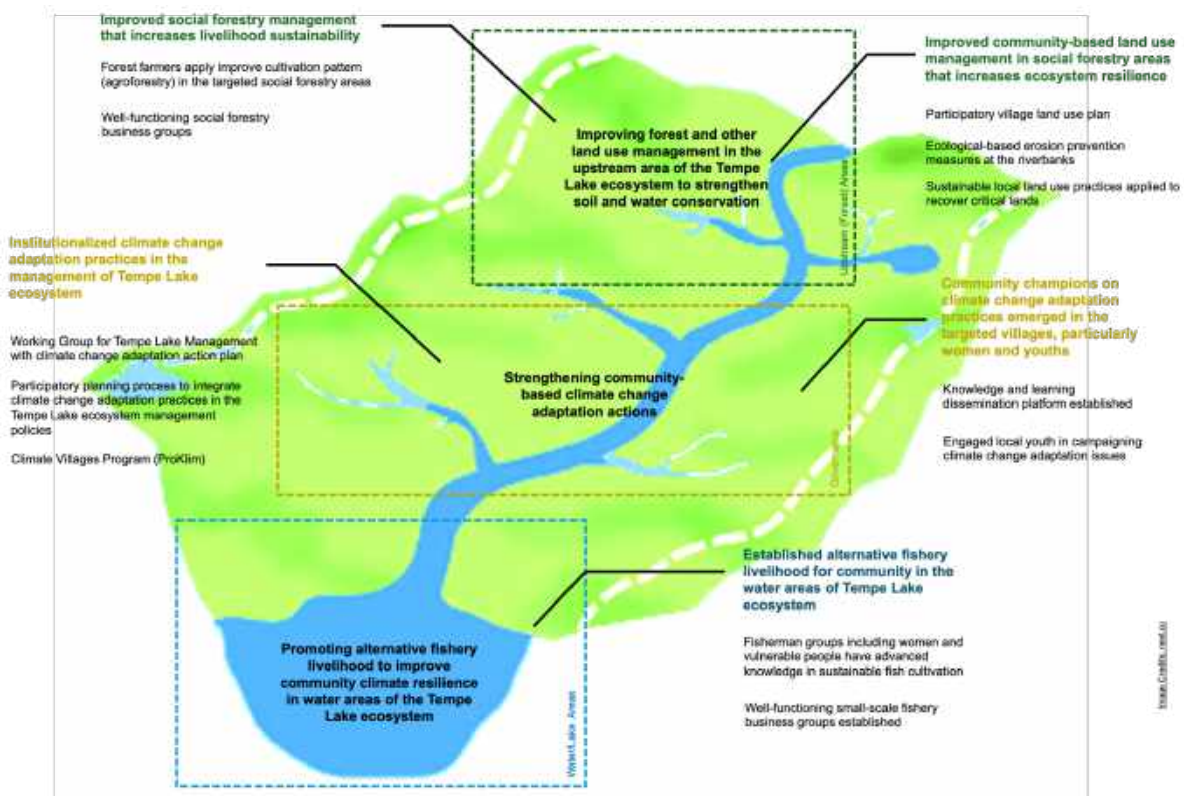 Improved social forestry management
that increases livelihood sustainability
Forest farmers apply improve cultivation pattern
(agroforestry) in the targeted social forestry areas
Well-functioning social forestry
business groups
Improved community-based land use
management in social forestry areas
that increases ecosystem resilience
Participatory village land use plan
Ecological-based erosion prevention
measures at the riverbanks
Sustainable local land use practices applied to
recover critical lands
Improving forest and other
land use management in the
upstream area of the Tempe
Lake ecosystem to strengthen
soil and water conservation
Upstream (Forest) Areas
Institutionalized climate change
adaptation practices in the
management of Tempe Lake
ecosystem
Working Group for Tempe Lake Management
with climate change adaptation action plan
Participatory planning process to integrate
climate change adaptation practices in the
Tempe Lake ecosystem management
policies
Climate Villages Program (ProKlim)
Strengthening community-
based climate change
adaptation actions
Community champions on
climate change adaptation
practices emerged in the
targeted villages, particularly
women and youths
Knowledge and learning
dissemination platform established
Engaged local youth in campaigning
climate change adaptation issues
Promoting alternative fishery
livelihood to improve
community climate resilience
in water areas of the Tempe
Lake ecosystem
Water/Lake Areas
Established alternative fishery
livelihood for community in the
water areas of Tempe Lake
ecosystem
Fisherman groups including women and
vulnerable people have advanced
knowledge in sustainable fish cultivation
Well-functioning small-scale fishery
business groups established